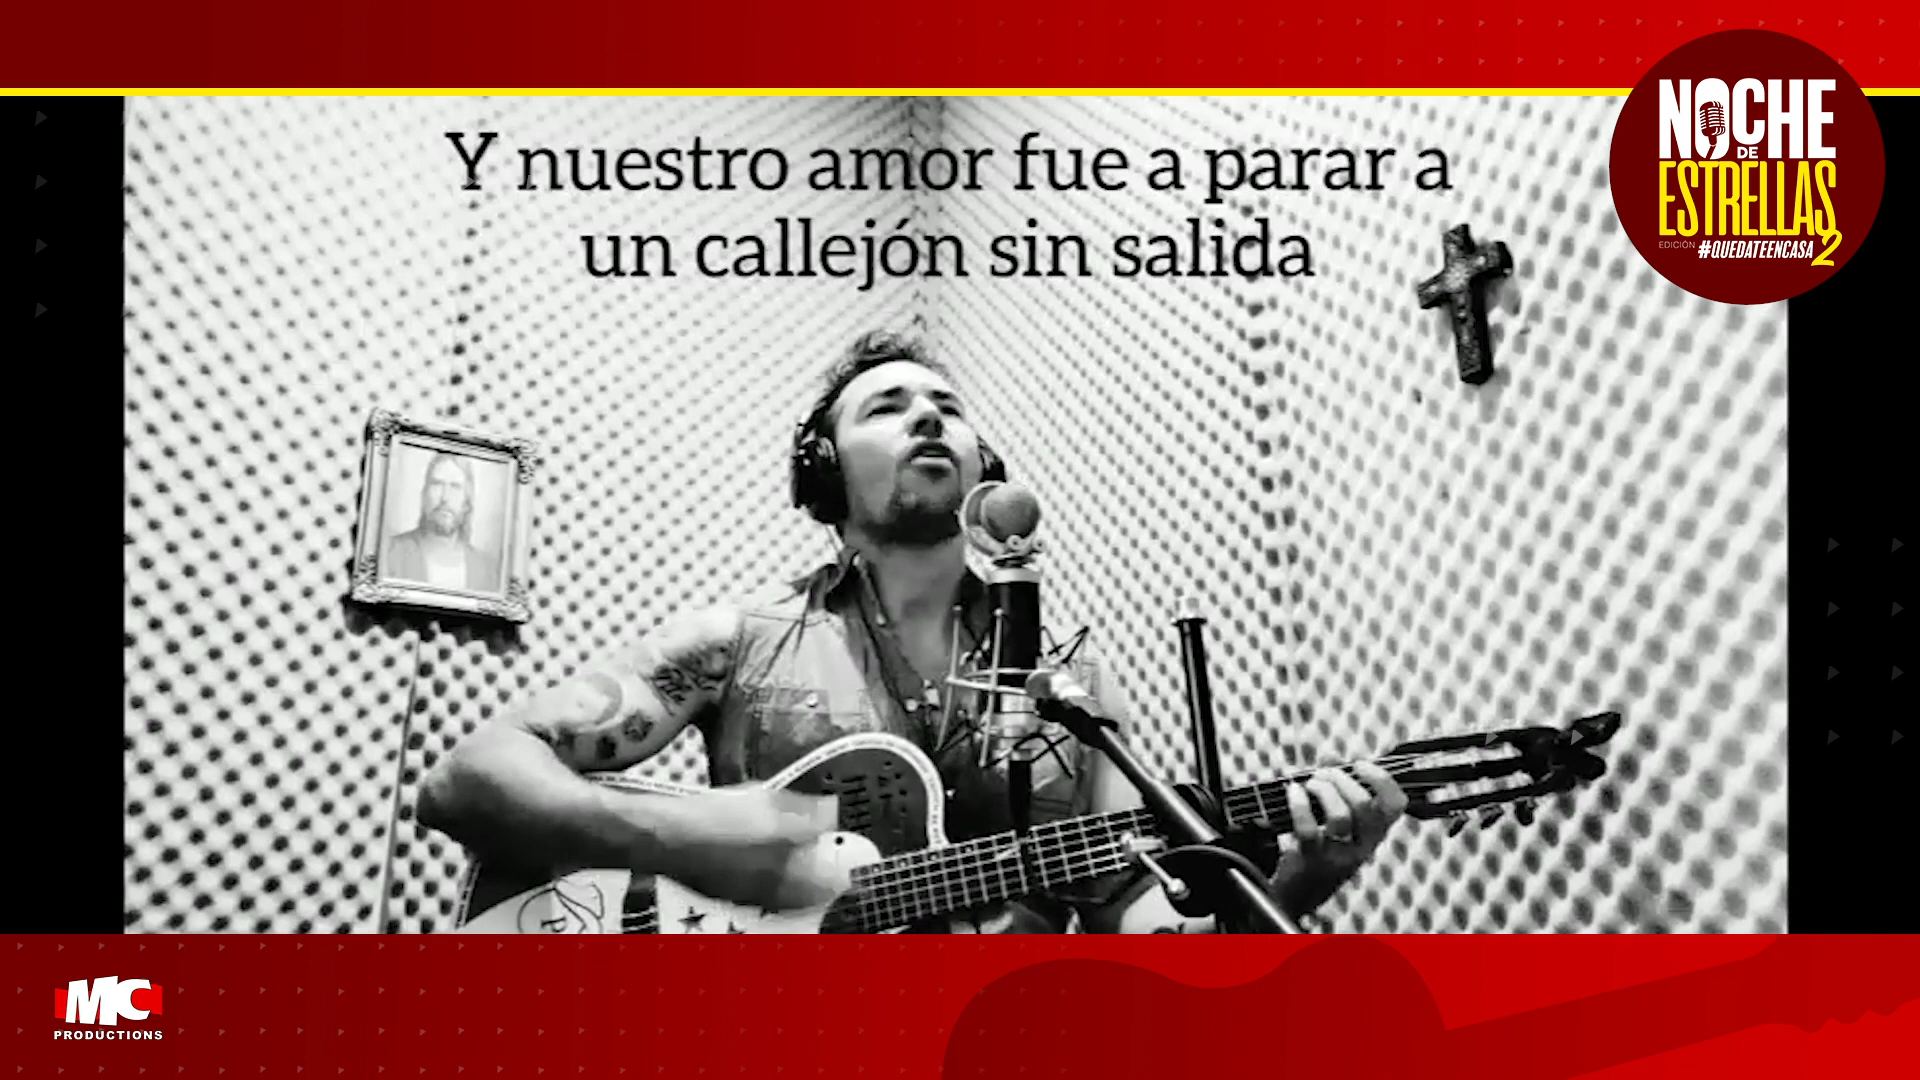 Y nuestro amor fue a parar a
un callejón sin salida
NOCHE
DE
ESTRELLAS
EDICIÓN #QUEDATEENCASA 2
MC
PRODUCTIONS